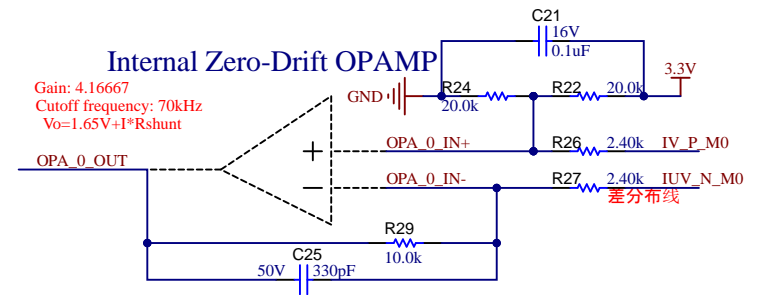 C21
16V
0.1uF
Internal Zero-Drift OPAMP
Gain: 4.16667
Cutoff frequency: 70kHz
Vo=1.65V+I*Rshunt
GND
R24
20.0k
R22
20.0k
3.3V
OPA_0_IN+
R26
2.40k
IV_P_M0
OPA_0_OUT
OPA_0_IN-
R27
2.40k
IUV_N_M0
差分布线
R29
10.0k
C25
50V
330pF